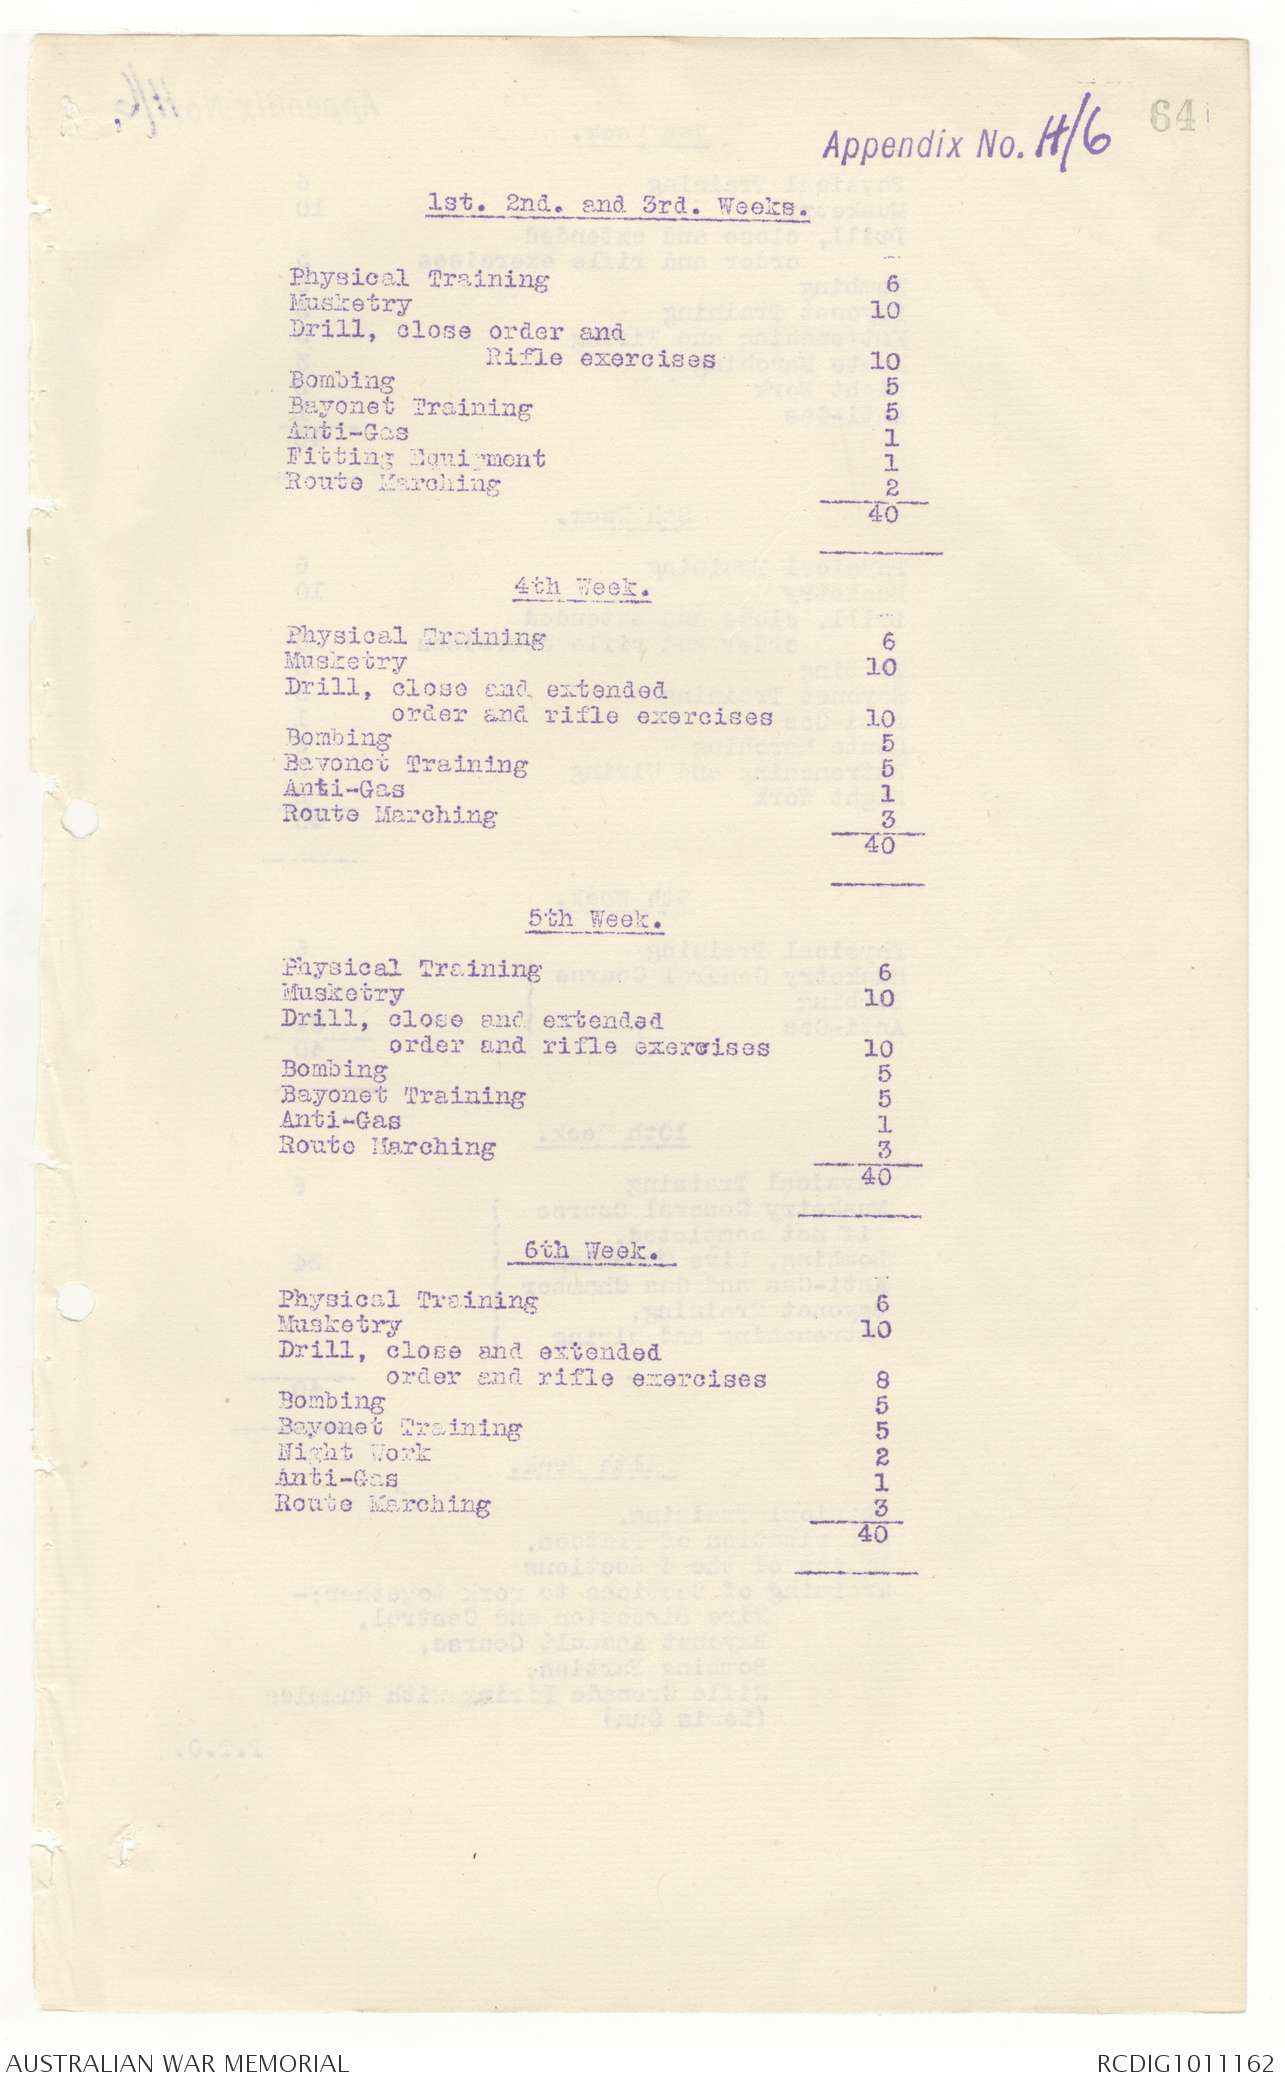 64
Appendix No. H/6
1st. 2nd. and 3rd. Weeks.
Physical Training 6
Musketry 10
Drill, close order and
Rifle exercises 10
Bombing 5
Bayonet Training 5
Anti-Gas 1
Fitting Equipment 1
Route Marching 2
40
4th Week.
Physical Training 6
Musketry 10
Drill, close and extended
order and rifle exercises 10
Bombing 5
Bayonet Training 5
Anti-Gas 1
Route Marching 3
40
5th Week.
Physical Training 6
Musketry 10
Drill, close and extended
order and rifle exercises 10
Bombing 5
Bayonet Training 5
Anti-Gas 1
Route Marching 3
40
6th Week.
Physical Training 6
Musketry 10
Drill, close and extended
order and rifle exercises 8
Bombing 5
Bayonet Training 5
Night Work 2
Anti-Gas 1
Route Marching 3
40
AUSTRALIAN WAR MEMORIAL
RCDIG1011162